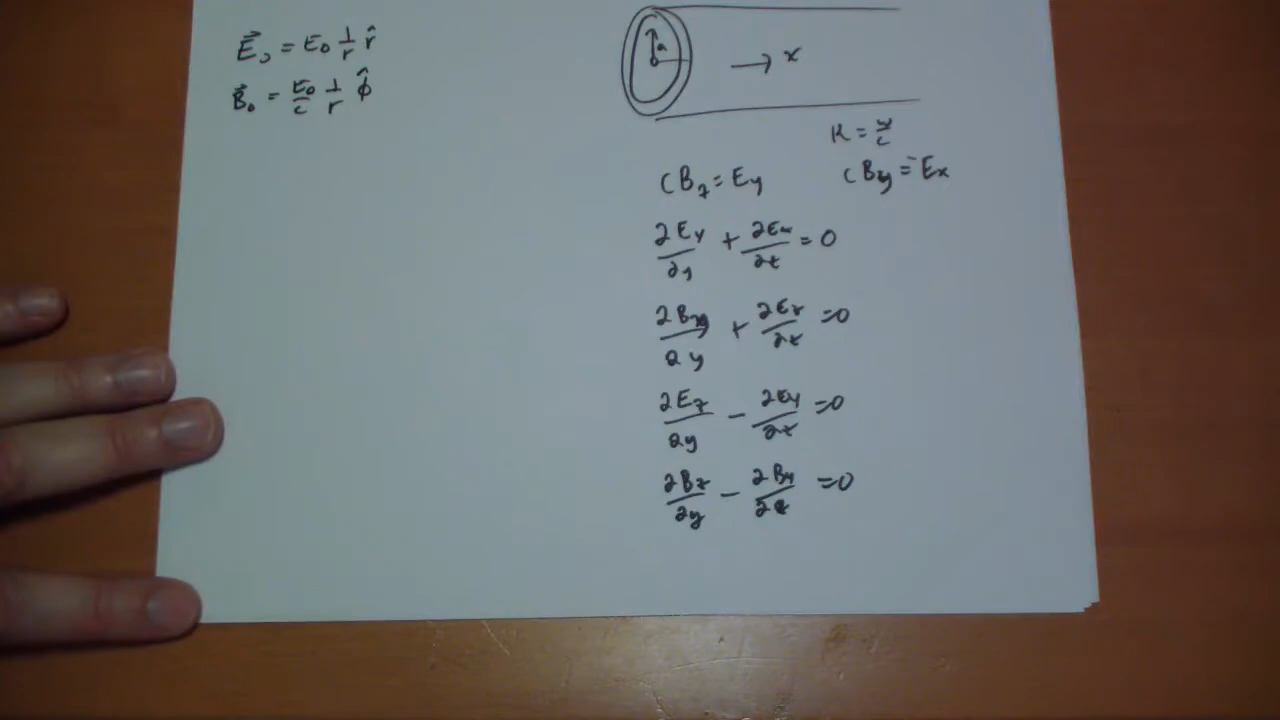 E⃗₀ = E₀ 1/r r̂
B⃗₀ = E₀/c 1/r φ̂
a
→ x
K = ω/c
cB_z = E_y
cB_y = -E_x
∂E_y/∂y + ∂E_x/∂x = 0
∂B_y/∂y + ∂E_x/∂x = 0
∂E_z/∂y - ∂E_y/∂z = 0
∂B_z/∂y - ∂B_y/∂z = 0